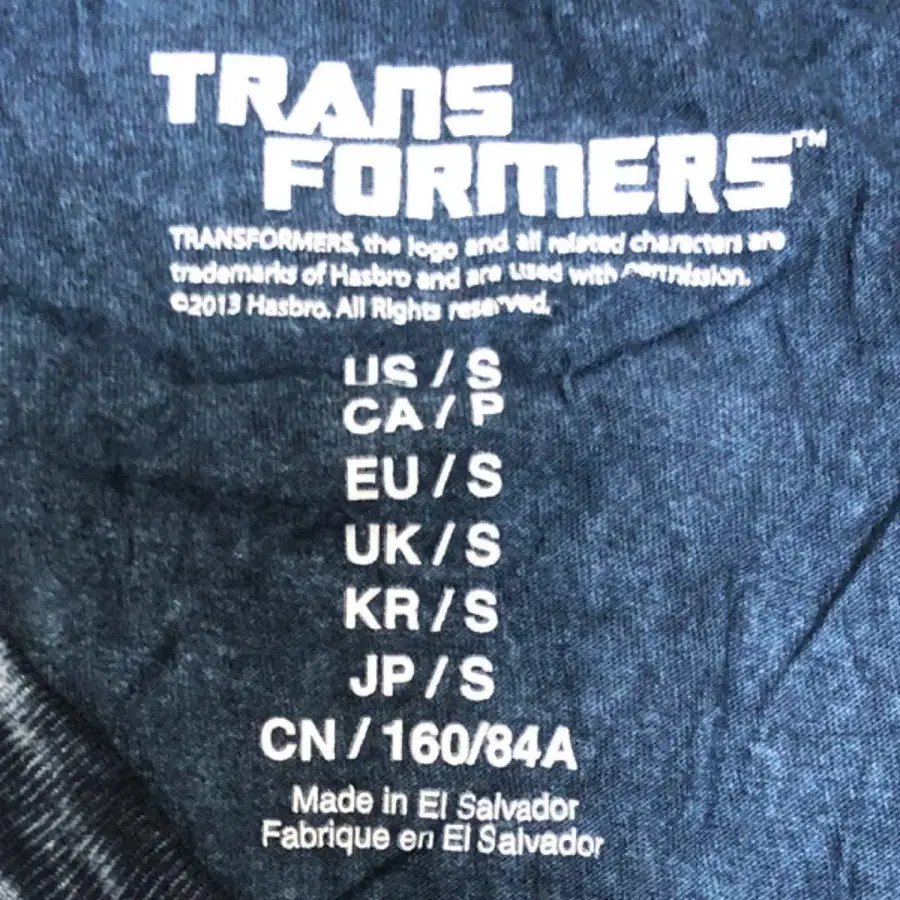 TRANS
FORMERS™
TRANSFORMERS, the logo and all related characters are
trademarks of Hasbro and are used with permission.
©2013 Hasbro. All Rights reserved.
US / S
CA / P
EU / S
UK / S
KR / S
JP / S
CN / 160/84A
Made in El Salvador
Fabrique en El Salvador